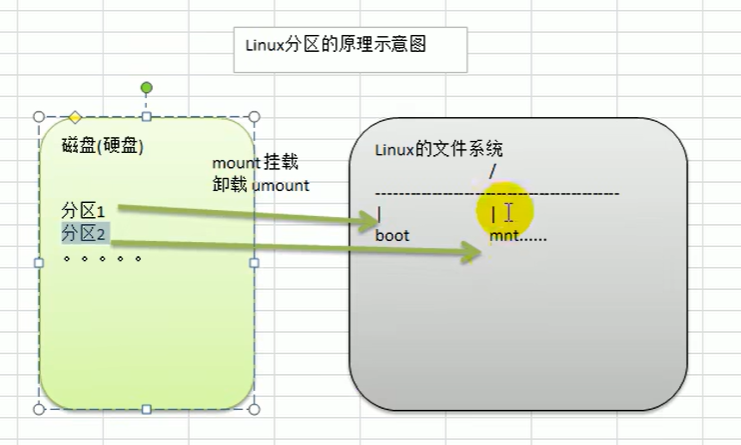 Linux分区的原理示意图
磁盘(硬盘)
mount 挂载
卸载 umount
分区1
分区2
。。。。。
Linux的文件系统
/
---------------------------------------
| |
boot mnt......